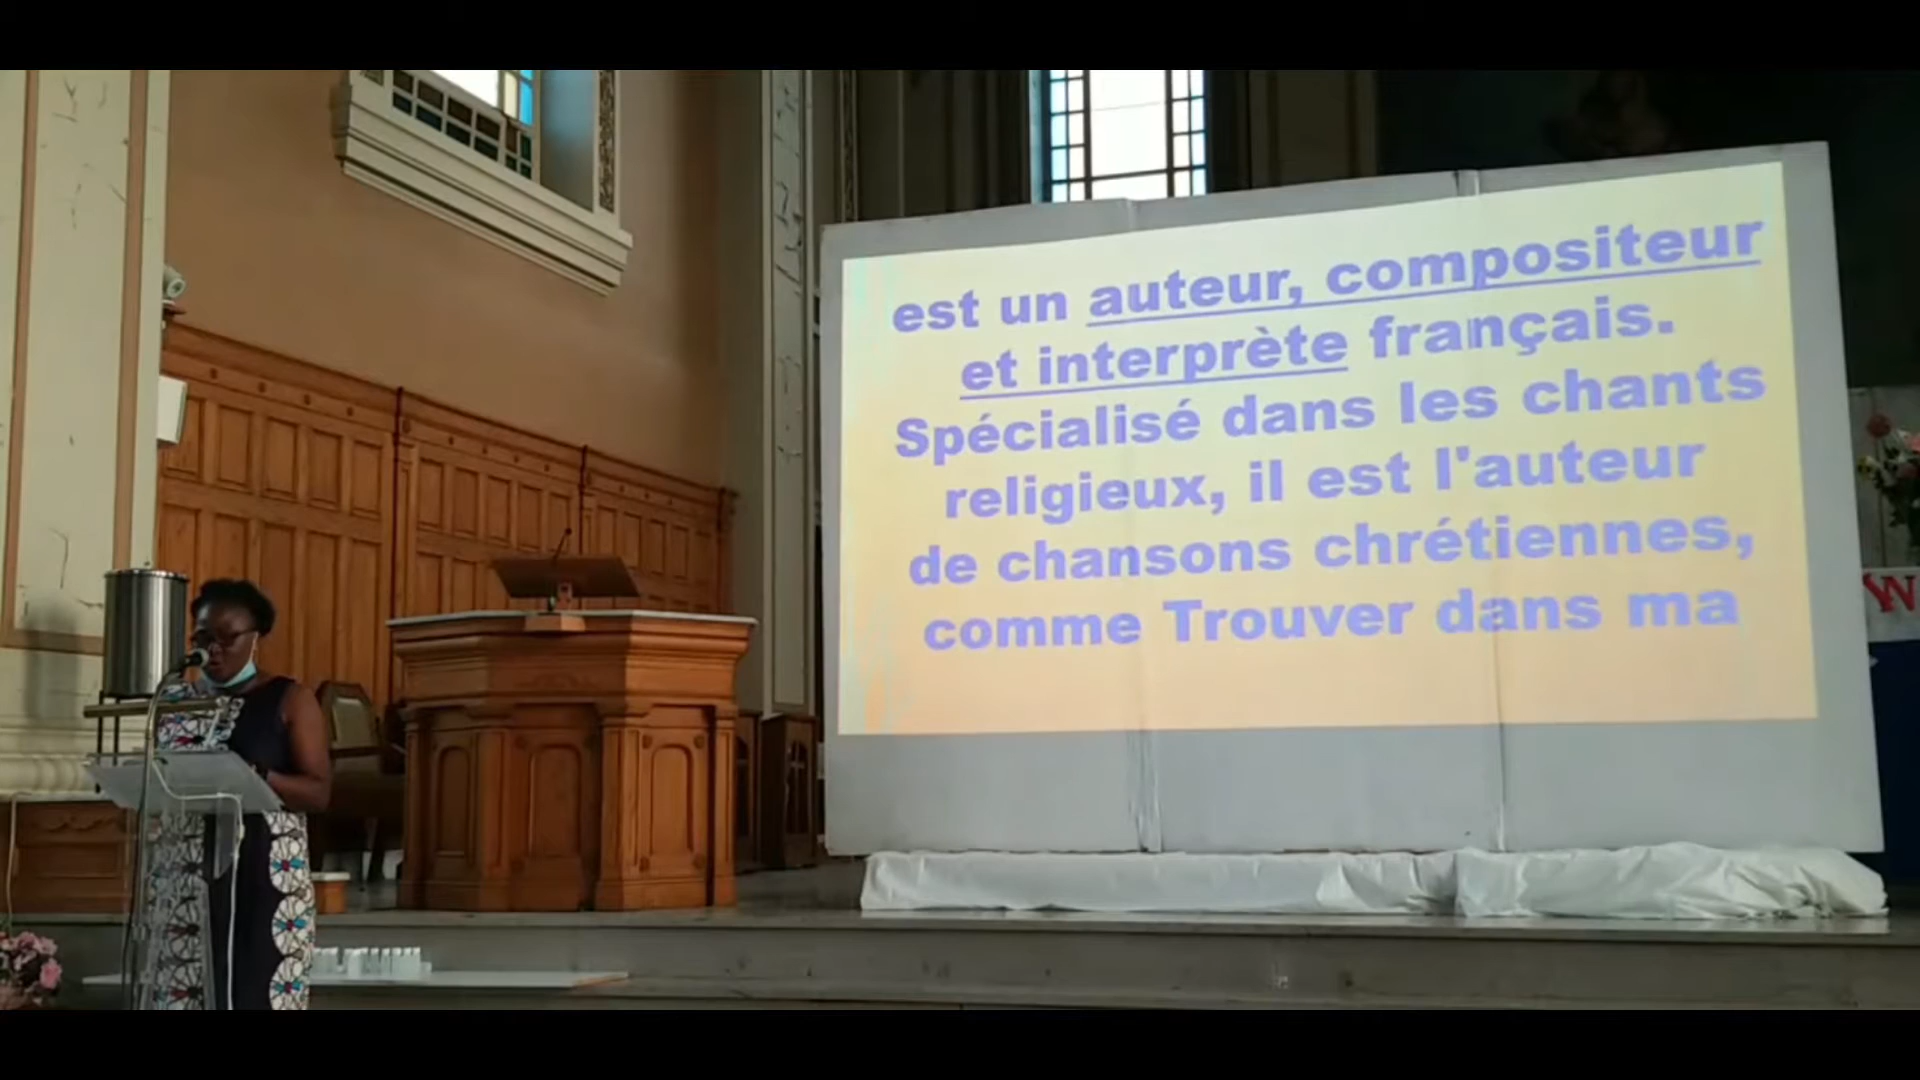 est un auteur, compositeur
et interprète français.
Spécialisé dans les chants
religieux, il est l'auteur
de chansons chrétiennes,
comme Trouver dans ma